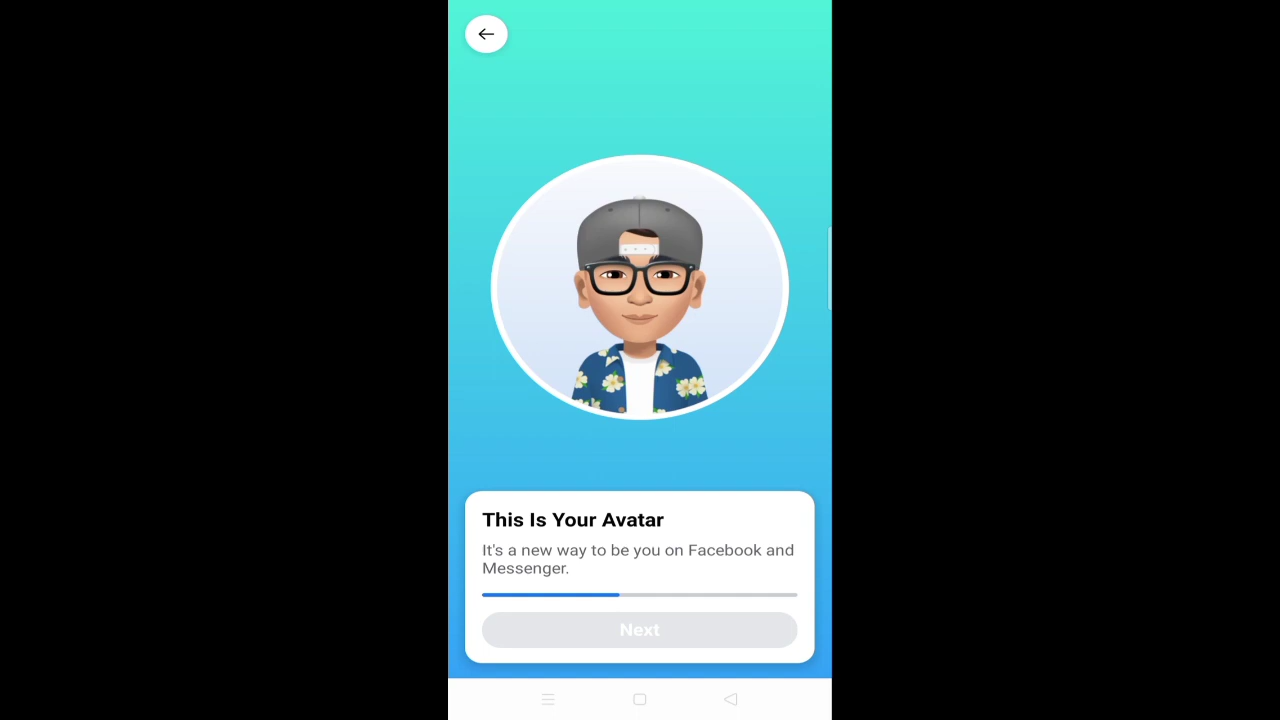 This Is Your Avatar
It's a new way to be you on Facebook and
Messenger.
Next